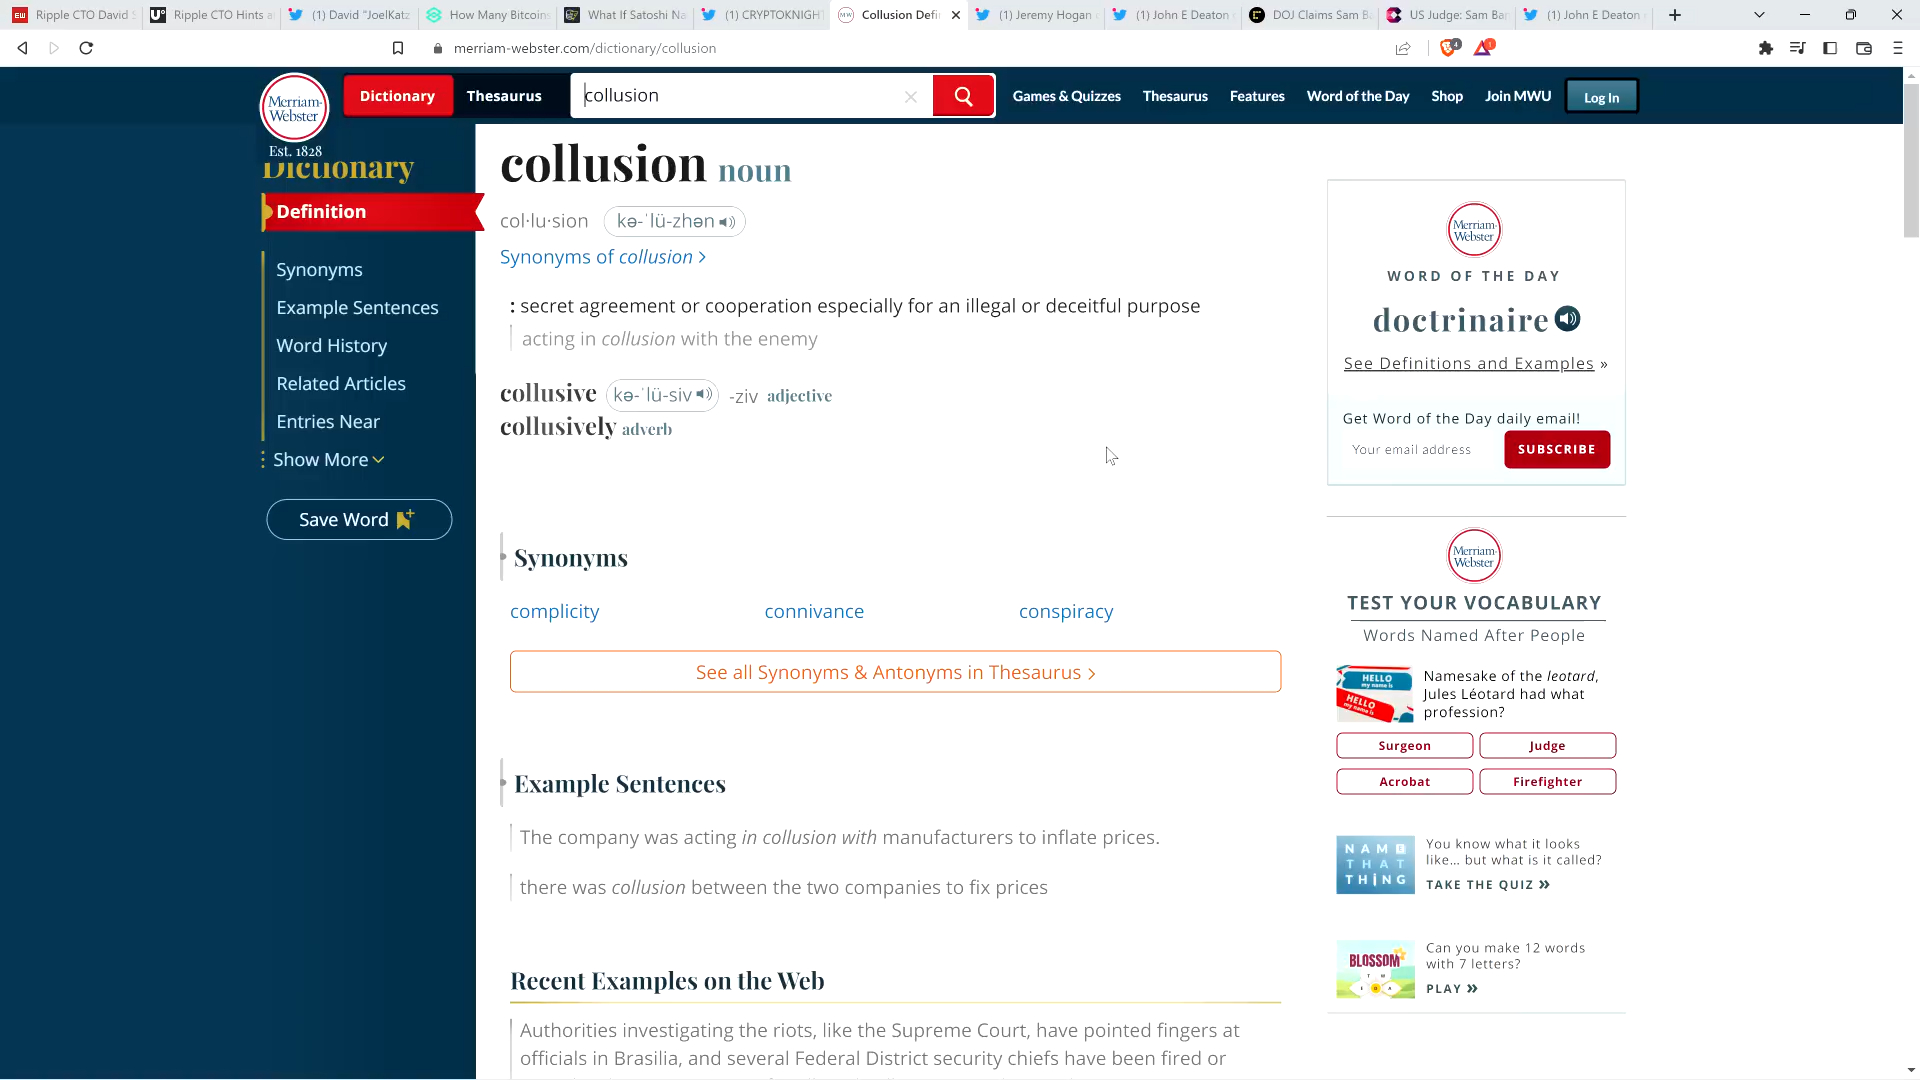 Ripple CTO David S
Ripple CTO Hints a
(1) David "JoelKatz
How Many Bitcoins
What If Satoshi Na
(1) CRYPTOKNIGHT
Collusion Defi
(1) Jeremy Hogan
(1) John E Deaton
DOJ Claims Sam Ba
US Judge: Sam Ban
(1) John E Deaton
merriam-webster.com/dictionary/collusion
4
1
Merriam-Webster
Est. 1828
Dictionary
Thesaurus
collusion
Games & Quizzes
Thesaurus
Features
Word of the Day
Shop
Join MWU
Log In
Dictionary
Definition
Synonyms
Example Sentences
Word History
Related Articles
Entries Near
Show More
Save Word
collusion noun
col·lu·sion kə-ˈlü-zhən
Synonyms of collusion >
: secret agreement or cooperation especially for an illegal or deceitful purpose
acting in collusion with the enemy
collusive kə-ˈlü-siv -ziv adjective
collusively adverb
Synonyms
complicity connivance conspiracy
See all Synonyms & Antonyms in Thesaurus >
Example Sentences
The company was acting in collusion with manufacturers to inflate prices.
there was collusion between the two companies to fix prices
Recent Examples on the Web
Authorities investigating the riots, like the Supreme Court, have pointed fingers at
officials in Brasilia, and several Federal District security chiefs have been fired or
Merriam-
Webster
WORD OF THE DAY
doctrinaire
See Definitions and Examples »
Get Word of the Day daily email!
Your email address
SUBSCRIBE
Merriam-
Webster
TEST YOUR VOCABULARY
Words Named After People
HELLO
my name is
HELLO
my name is
Namesake of the leotard,
Jules Léotard had what
profession?
Surgeon
Judge
Acrobat
Firefighter
NAME
THAT
THING
You know what it looks
like... but what is it called?
TAKE THE QUIZ »
BLOSSOM
Can you make 12 words
with 7 letters?
PLAY »